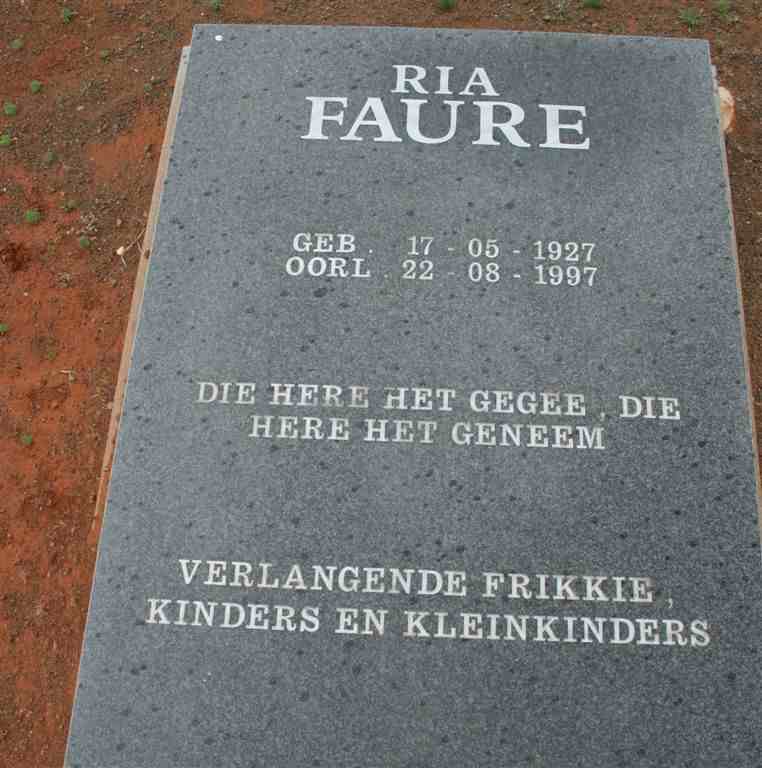 RIA
FAURE
GEB. 17 - 05 - 1927
OORL. 22 - 08 - 1997
DIE HERE HET GEGEE, DIE
HERE HET GENEEM
VERLANGENDE FRIKKIE,
KINDERS EN KLEINKINDERS